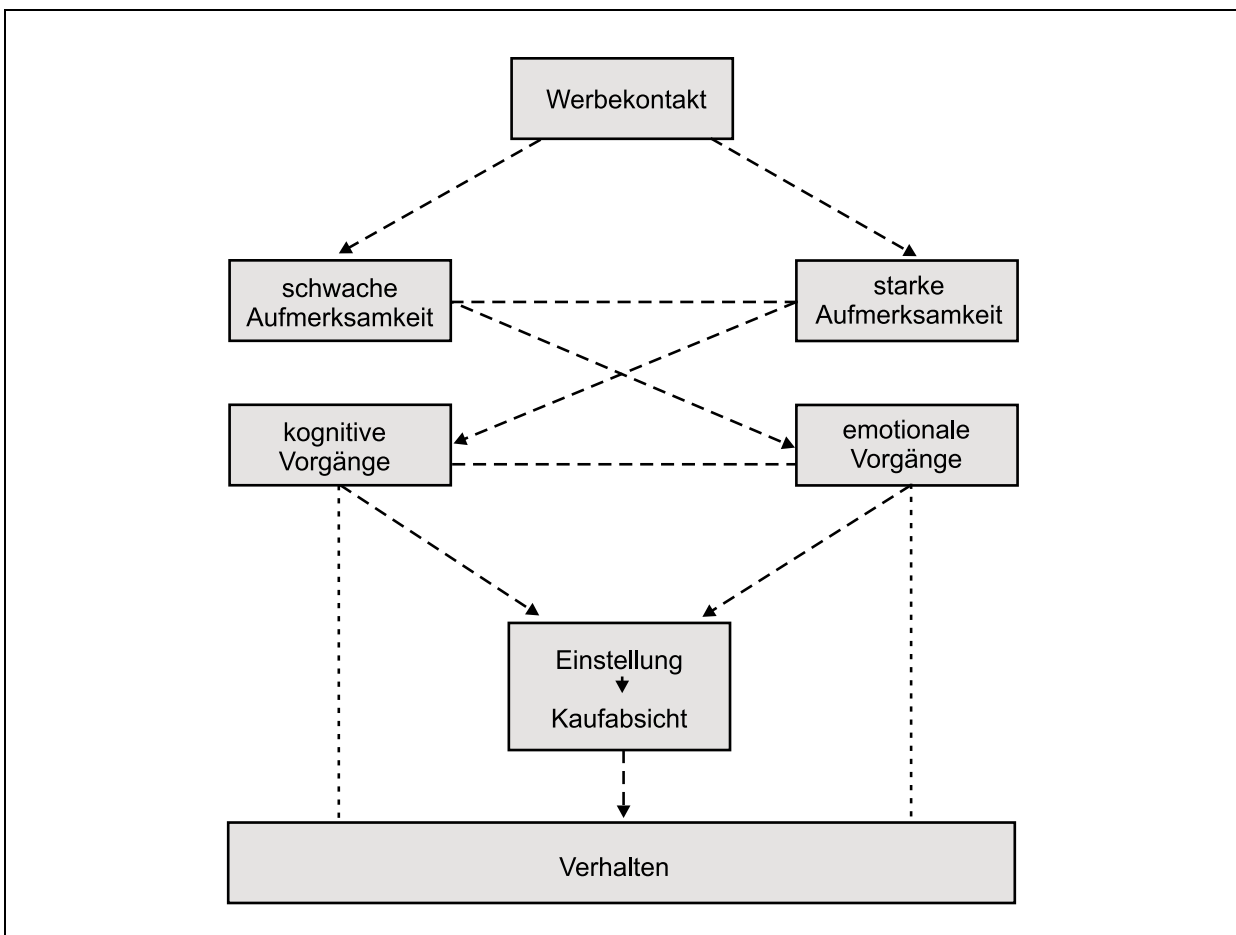 Werbekontakt
schwache
Aufmerksamkeit
starke
Aufmerksamkeit
kognitive
Vorgänge
emotionale
Vorgänge
Einstellung
Kaufabsicht
Verhalten